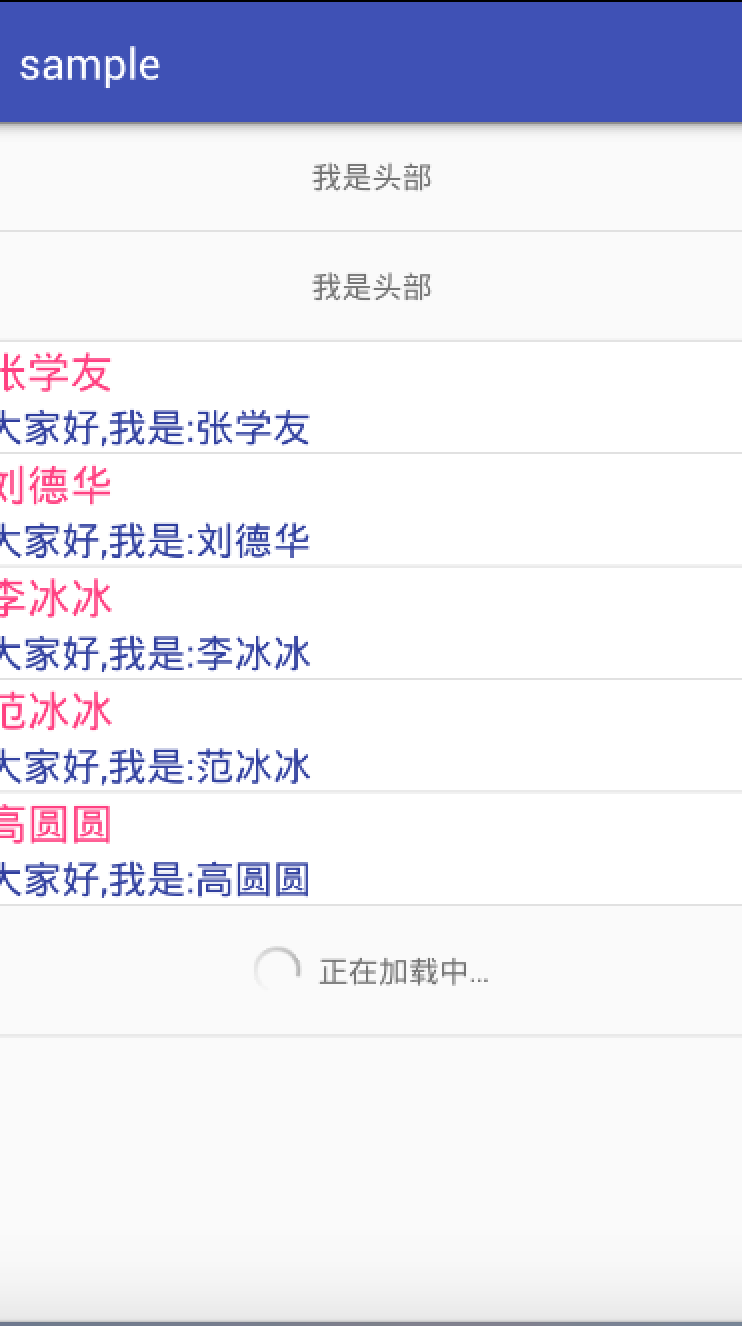 sample
我是头部
我是头部
张学友
大家好,我是:张学友
刘德华
大家好,我是:刘德华
李冰冰
大家好,我是:李冰冰
范冰冰
大家好,我是:范冰冰
高圆圆
大家好,我是:高圆圆
正在加载中...